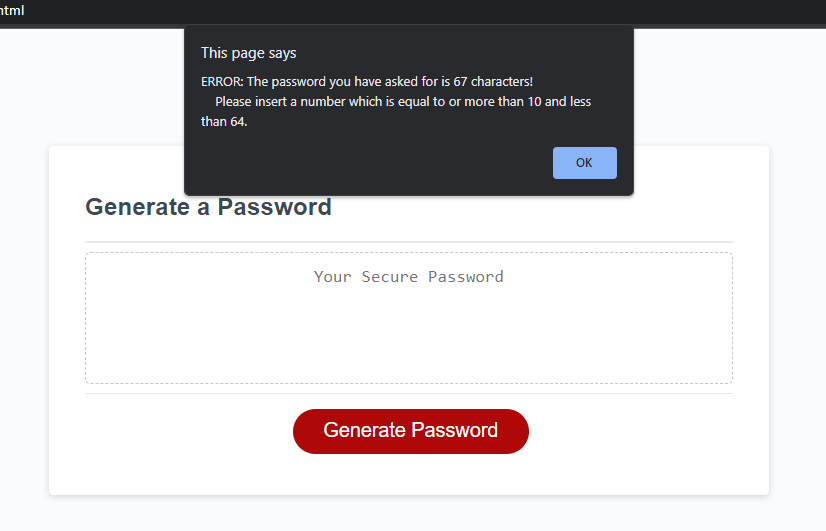 html
This page says
ERROR: The password you have asked for is 67 characters!
Please insert a number which is equal to or more than 10 and less
than 64.
OK
Generate a Password
Your Secure Password
Generate Password